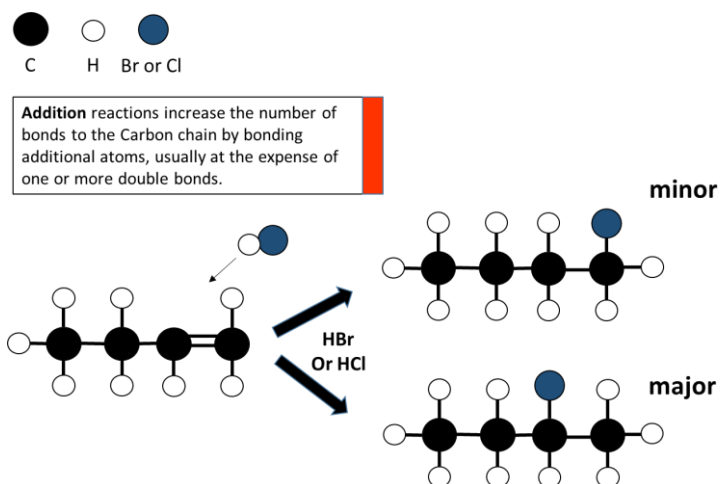 C H Br or Cl
Addition reactions increase the number of
bonds to the Carbon chain by bonding
additional atoms, usually at the expense of
one or more double bonds.
minor
HBr
Or HCl
major